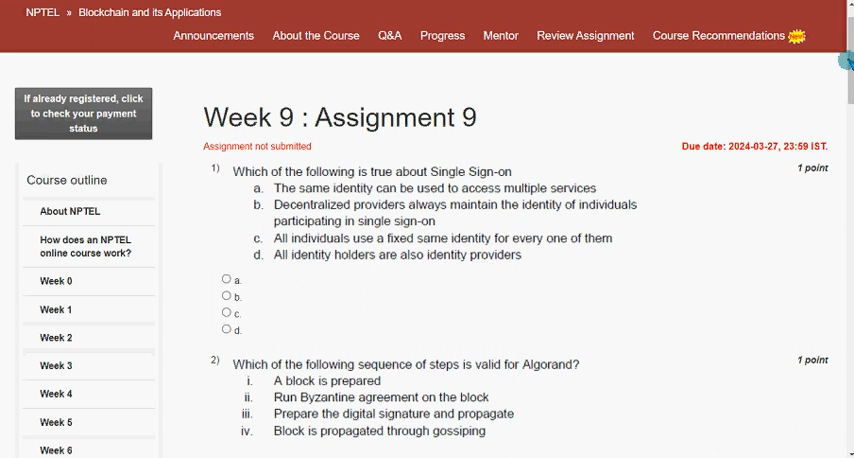 NPTEL » Blockchain and its Applications
Announcements About the Course Q&A Progress Mentor Review Assignment Course Recommendations
If already registered, click
to check your payment
status
Course outline
About NPTEL
How does an NPTEL
online course work?
Week 0
Week 1
Week 2
Week 3
Week 4
Week 5
Week 6
Week 9 : Assignment 9
Assignment not submitted Due date: 2024-03-27, 23:59 IST.
1) Which of the following is true about Single Sign-on 1 point
a. The same identity can be used to access multiple services
b. Decentralized providers always maintain the identity of individuals
participating in single sign-on
c. All individuals use a fixed same identity for every one of them
d. All identity holders are also identity providers
a.
b.
c.
d.
2) Which of the following sequence of steps is valid for Algorand? 1 point
i. A block is prepared
ii. Run Byzantine agreement on the block
iii. Prepare the digital signature and propagate
iv. Block is propagated through gossiping